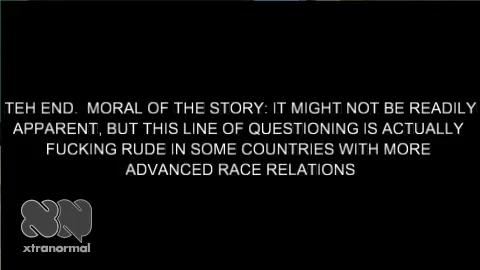 TEH END.  MORAL OF THE STORY: IT MIGHT NOT BE READILY
APPARENT, BUT THIS LINE OF QUESTIONING IS ACTUALLY
FUCKING RUDE IN SOME COUNTRIES WITH MORE
ADVANCED RACE RELATIONS
XN
xtranormal